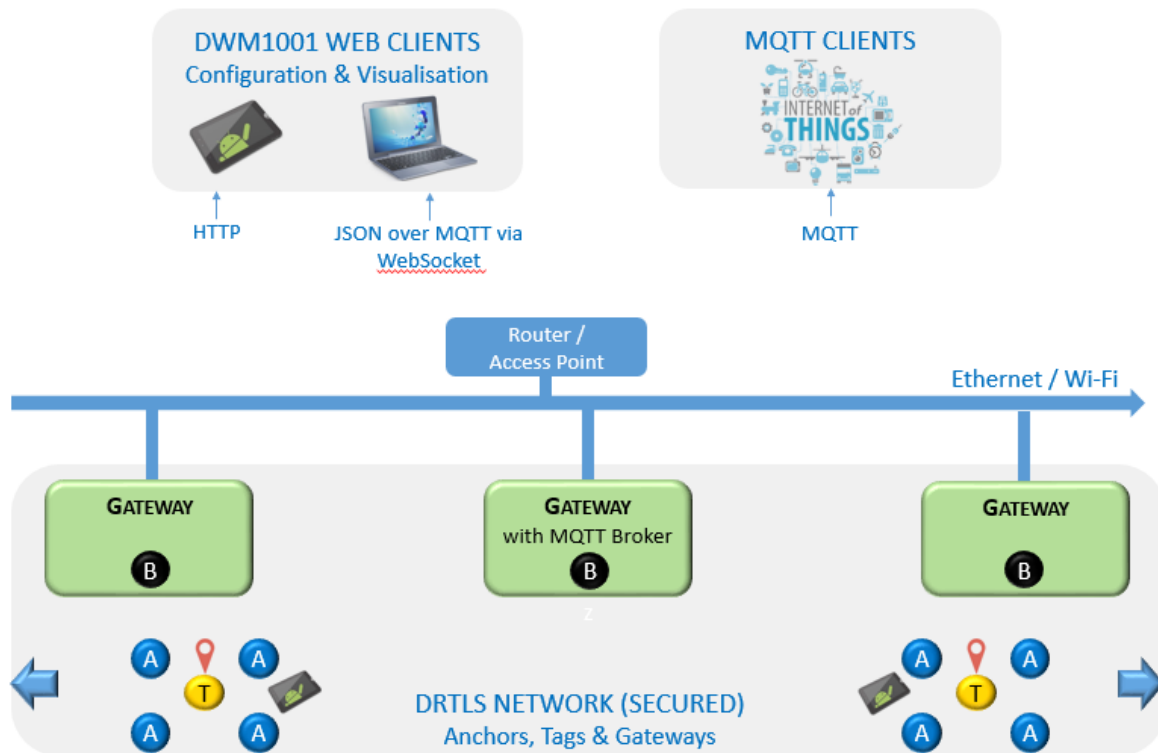 DWM1001 WEB CLIENTS
Configuration & Visualisation
MQTT CLIENTS
INTERNET of
THINGS
HTTP
JSON over MQTT via
WebSocket
MQTT
Router /
Access Point
Ethernet / Wi-Fi
GATEWAY
B
GATEWAY
with MQTT Broker
B
z
GATEWAY
B
A A
T
A A
A A
T
A A
DRTLS NETWORK (SECURED)
Anchors, Tags & Gateways